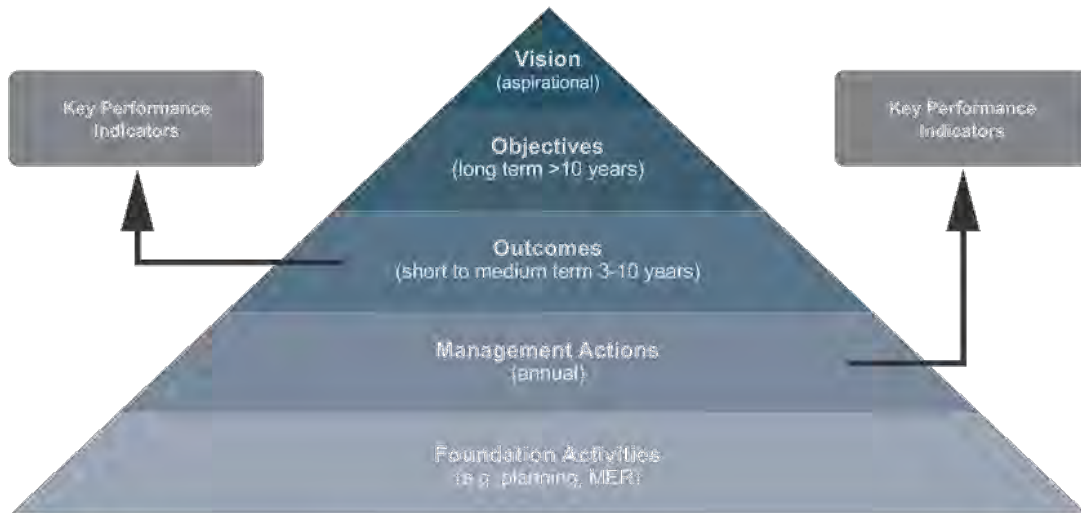 Vision
(aspirational)
Key Performance
Indicators
Key Performance
Indicators
Objectives
(long term >10 years)
Outcomes
(short to medium term 3-10 years)
Management Actions
(annual)
Foundation Activities
(e.g. planning, MERI)